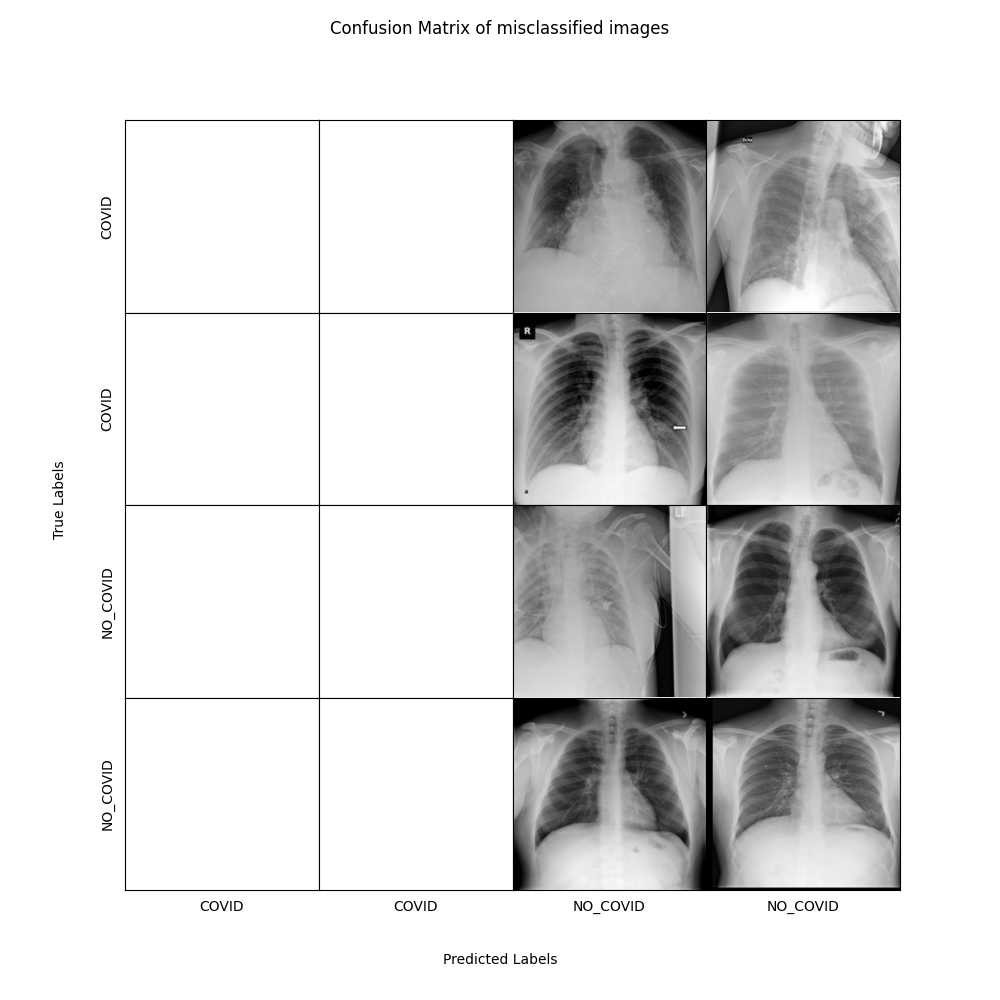 Confusion Matrix of misclassified images
COVID
COVID
NO_COVID
NO_COVID
True Labels
R
COVID
COVID
NO_COVID
NO_COVID
Predicted Labels